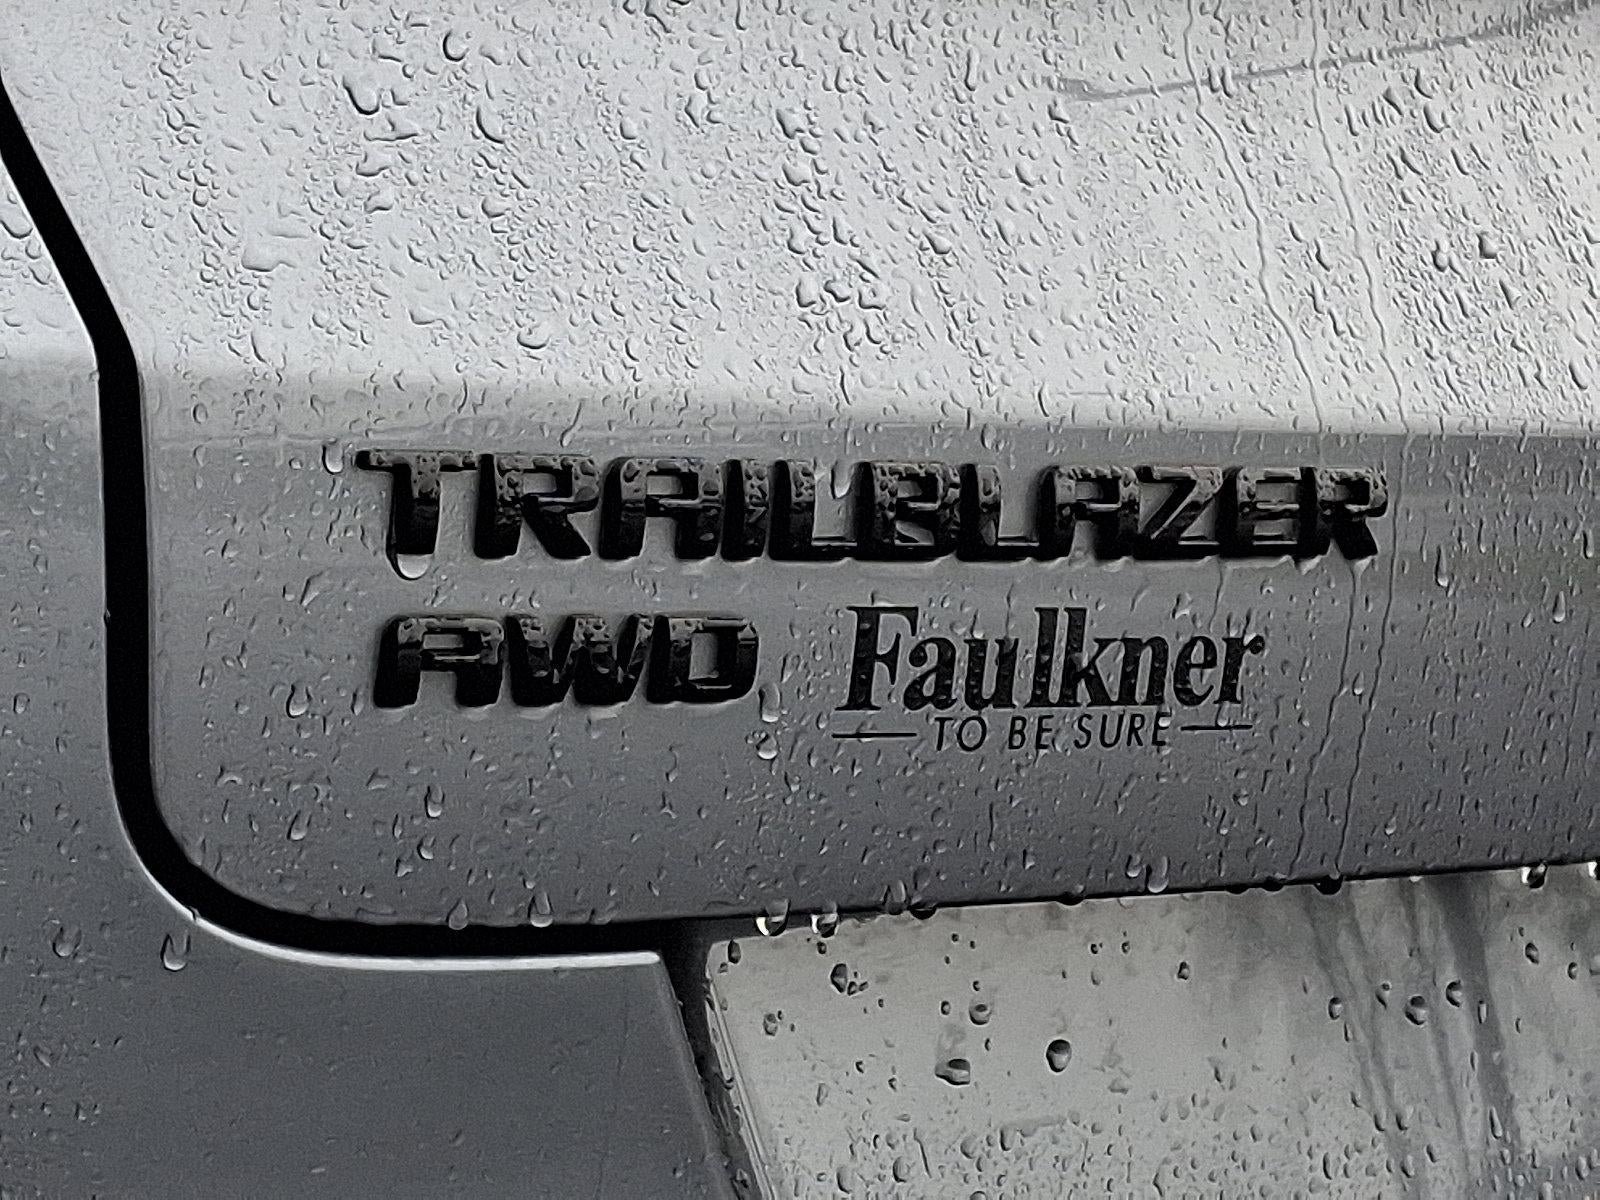 TRAILBLAZER
AWD Faulkner
TO BE SURE